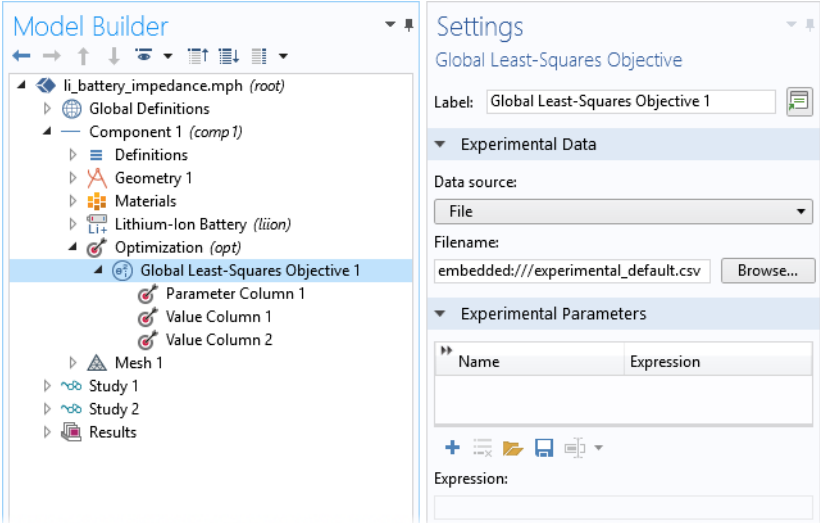 Model Builder
li_battery_impedance.mph (root)
Global Definitions
Component 1 (comp1)
Definitions
Geometry 1
Materials
Li+ Lithium-Ion Battery (liion)
Optimization (opt)
Global Least-Squares Objective 1
Parameter Column 1
Value Column 1
Value Column 2
Mesh 1
Study 1
Study 2
Results
Settings
Global Least-Squares Objective
Label: Global Least-Squares Objective 1
Experimental Data
Data source:
File
Filename:
embedded:///experimental_default.csv Browse...
Experimental Parameters
Name Expression
Expression: